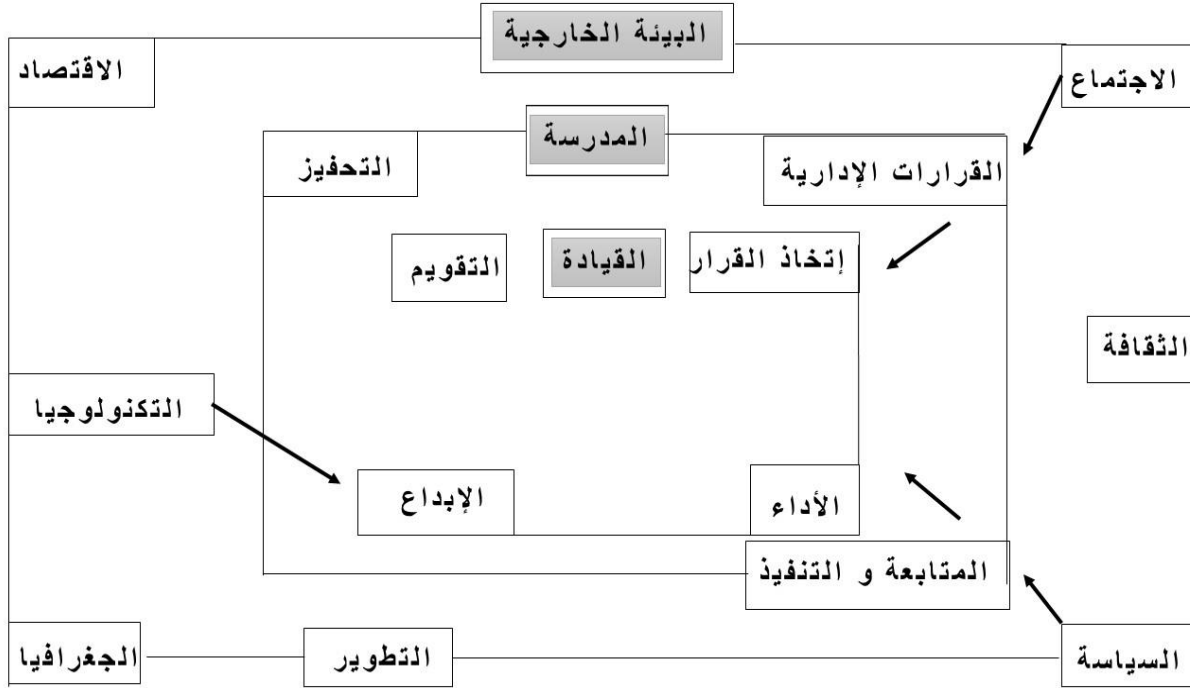 البيئة الخارجية
الاجتماع
الاقتصاد
المدرسة
القرارات الإدارية
التحفيز
إتخاذ القرار
القيادة
التقويم
الثقافة
التكنولوجيا
الأداء
الإبداع
المتابعة و التنفيذ
السياسة
التطوير
الجغرافيا